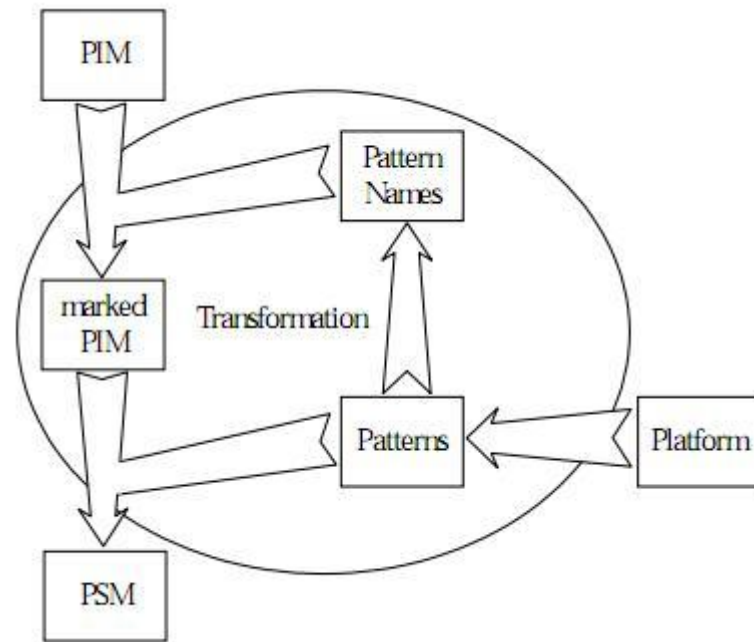 PIM
Pattern
Names
marked
PIM
Transformation
Patterns
Platform
PSM